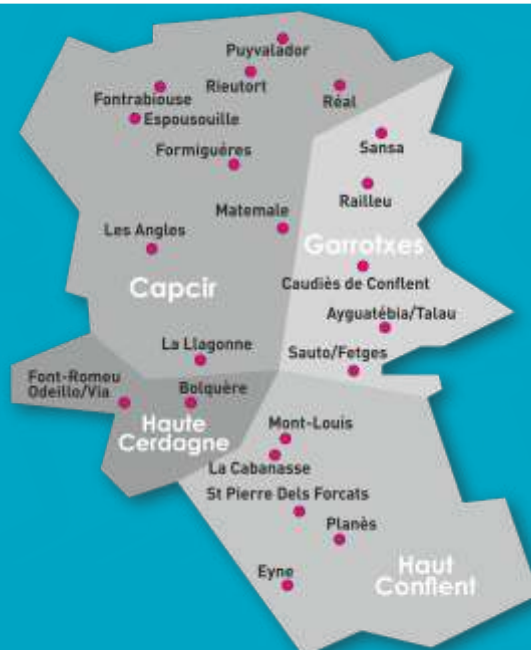 Puyvalador
Rieutort
Fontrabiouse
Réal
Espousouille
Sansa
Formiguères
Railleu
Matemale
Les Angles
Garrotxes
Caudiès de Conflent
Capcir
Ayguatébia/Talau
La Llagonne
Sauto/Fetges
Font-Romeu
Odeillo/Via
Bolquère
Haute
Cerdagne
Mont-Louis
La Cabanasse
St Pierre Dels Forcats
Planès
Eyne
Haut
Conflent